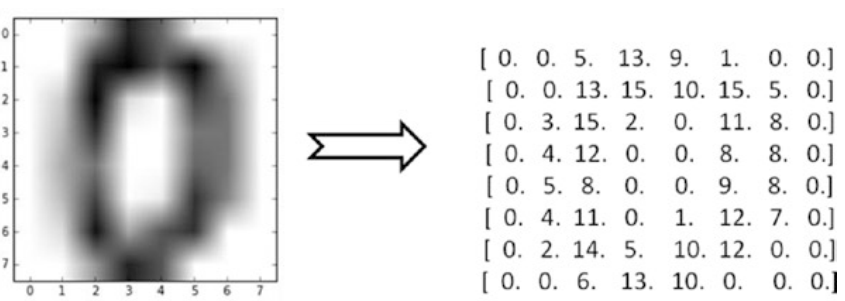 0
1
2
3
4
5
6
7
0 1 2 3 4 5 6 7
[ 0. 0. 5. 13. 9. 1. 0. 0.]
[ 0. 0. 13. 15. 10. 15. 5. 0.]
[ 0. 3. 15. 2. 0. 11. 8. 0.]
[ 0. 4. 12. 0. 0. 8. 8. 0.]
[ 0. 5. 8. 0. 0. 9. 8. 0.]
[ 0. 4. 11. 0. 1. 12. 7. 0.]
[ 0. 2. 14. 5. 10. 12. 0. 0.]
[ 0. 0. 6. 13. 10. 0. 0. 0.]